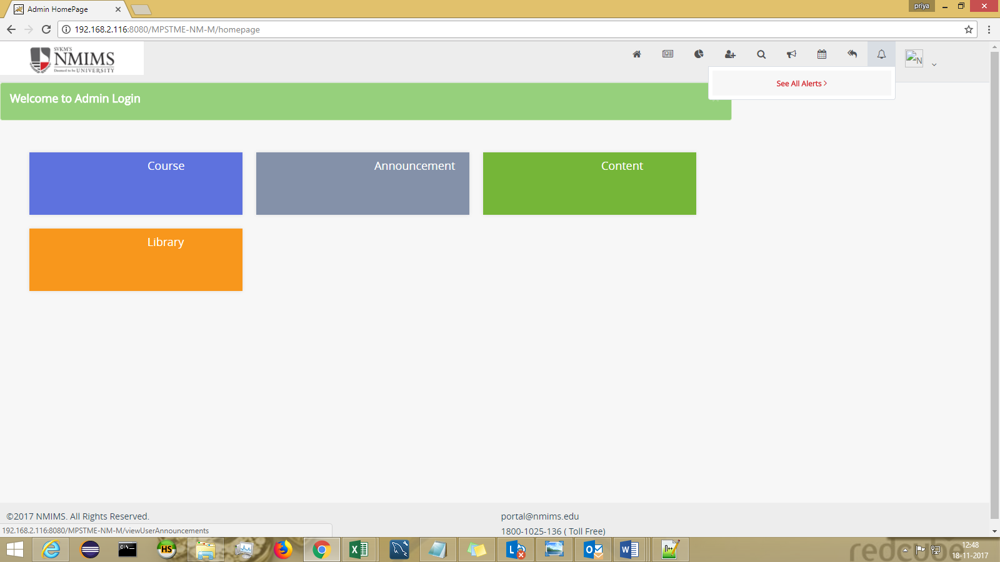 Admin HomePage
priya
192.168.2.116:8080/MPSTME-NM-M/homepage
SVKM'S
NMIMS
Deemed to be UNIVERSITY
See All Alerts
Welcome to Admin Login
Course
Announcement
Content
Library
©2017 NMIMS. All Rights Reserved.
portal@nmims.edu
192.168.2.116:8080/MPSTME-NM-M/viewUserAnnouncements
1800-1025-136 ( Toll Free)
C:\_
HS
redcube
12:48
18-11-2017